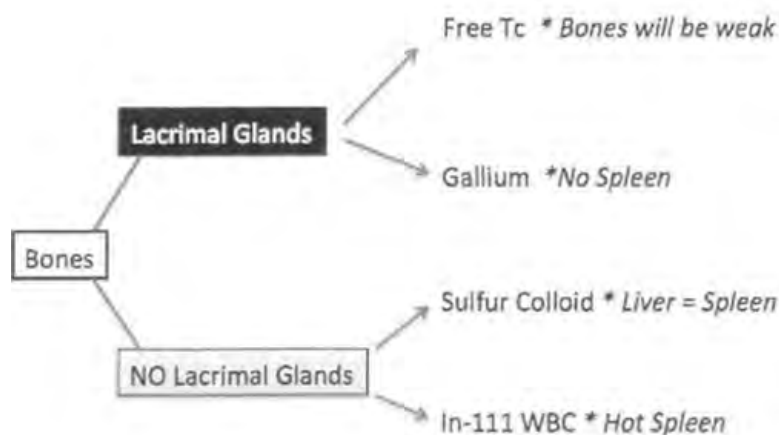 Free Tc * Bones will be weak
Lacrimal Glands
Gallium *No Spleen
Bones
Sulfur Colloid * Liver = Spleen
NO Lacrimal Glands
In-111 WBC * Hot Spleen